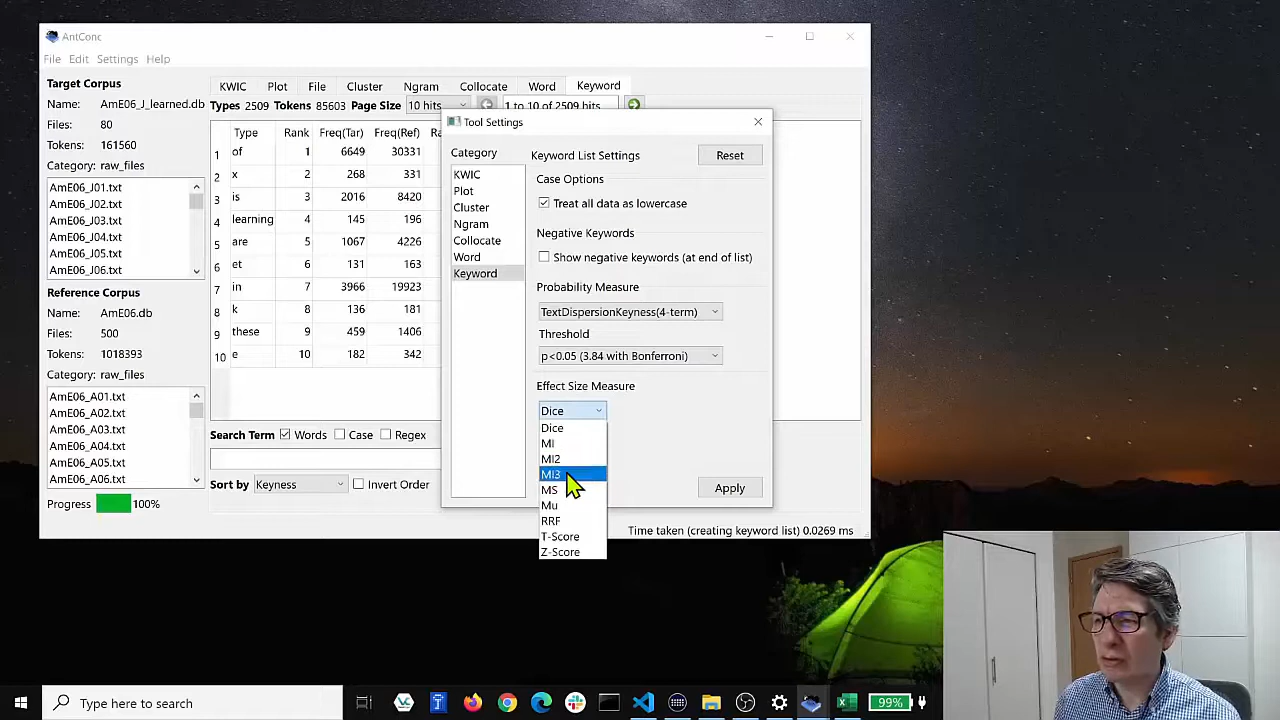 AntConc
File Edit Settings Help
Target Corpus
Name: AmE06_J_learned.db
Files: 80
Tokens: 161560
Category: raw_files
AmE06_J01.txt
AmE06_J02.txt
AmE06_J03.txt
AmE06_J04.txt
AmE06_J05.txt
AmE06_J06.txt
Reference Corpus
Name: AmE06.db
Files: 500
Tokens: 1018393
Category: raw_files
AmE06_A01.txt
AmE06_A02.txt
AmE06_A03.txt
AmE06_A04.txt
AmE06_A05.txt
AmE06_A06.txt
Progress 100%
KWIC Plot File Cluster Ngram Collocate Word Keyword
Types 2509 Tokens 85603 Page Size 10 hits 1 to 10 of 2509 hits
Type Rank Freq(Tar) Freq(Ref) Ra
1 of 1 6649 30331
2 x 2 268 331
3 is 3 2016 8420
4 learning 4 145 196
5 are 5 1067 4226
6 et 6 131 163
7 in 7 3966 19923
8 k 8 136 181
9 these 9 459 1406
10 e 10 182 342
Search Term Words Case Regex
Sort by Keyness Invert Order
Time taken (creating keyword list) 0.0269 ms
Tool Settings
Category
KWIC
Plot
Cluster
Ngram
Collocate
Word
Keyword
Keyword List Settings Reset
Case Options
Treat all data as lowercase
Negative Keywords
Show negative keywords (at end of list)
Probability Measure
TextDispersionKeyness(4-term)
Threshold
p<0.05 (3.84 with Bonferroni)
Effect Size Measure
Dice
Dice
MI
MI2
MI3
MS
Mu
RRF
T-Score
Z-Score
Apply
Type here to search
99%